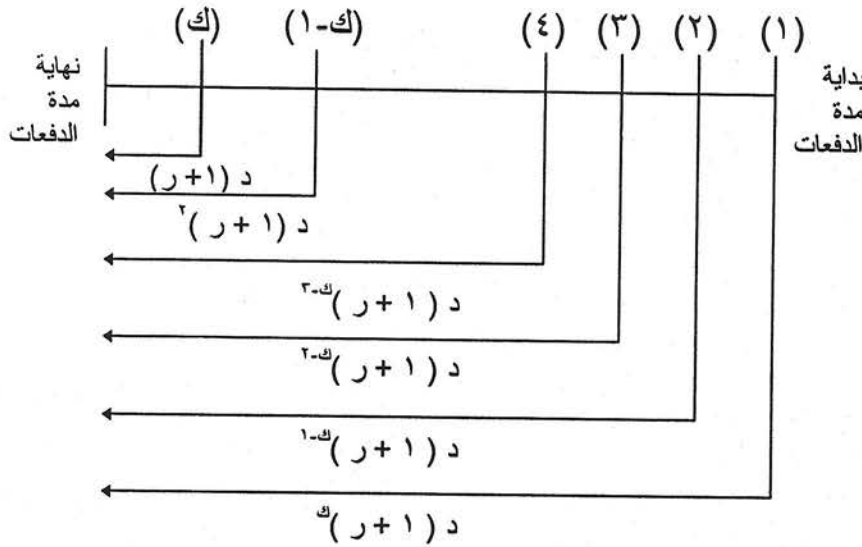 (١) (٢) (٣) (٤) (ك-١) (ك)
بداية
مدة
الدفعات
نهاية
مدة
الدفعات
د (١+ ر)
د (١ + ر)٢
د (١ + ر)ك-٣
د (١ + ر)ك-٢
د (١ + ر)ك-١
د (١ + ر)ك